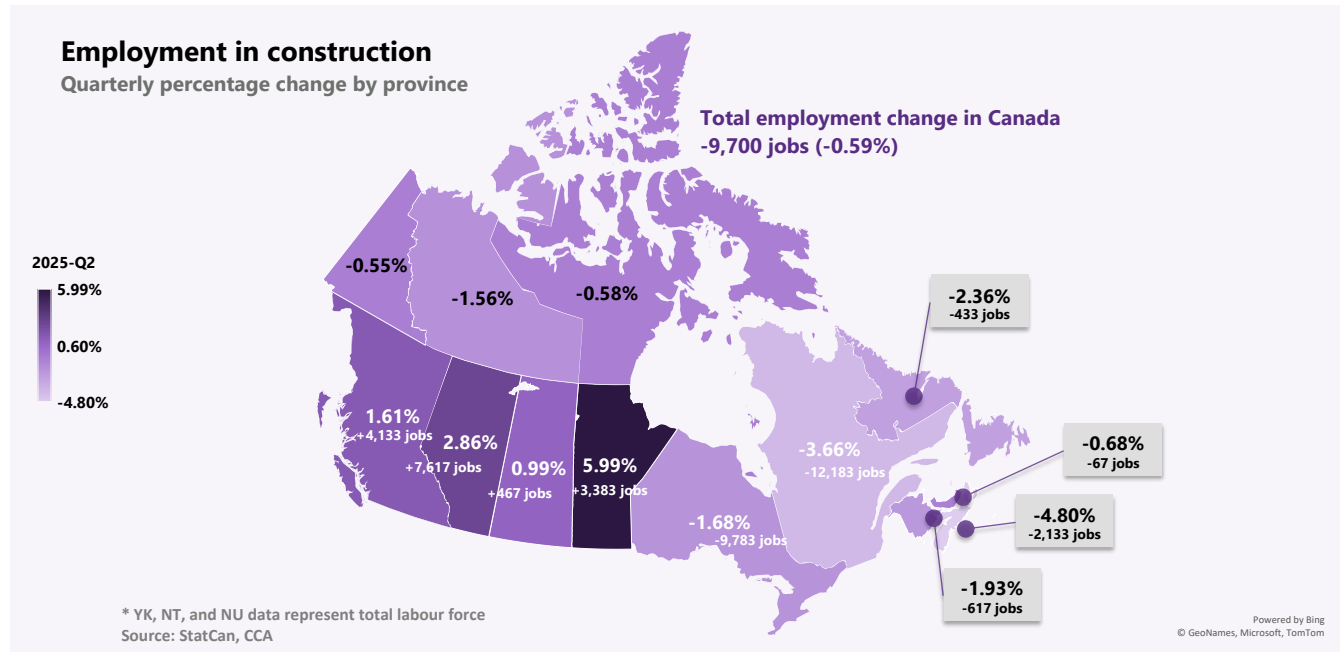 Employment in construction
Quarterly percentage change by province
Total employment change in Canada
-9,700 jobs (-0.59%)
2025-Q2
5.99%
0.60%
-4.80%
-0.55%
-1.56%
-0.58%
-2.36%
-433 jobs
1.61%
+4,133 jobs
2.86%
+7,617 jobs
0.99%
+467 jobs
5.99%
+3,383 jobs
-1.68%
-9,783 jobs
-3.66%
-12,183 jobs
-0.68%
-67 jobs
-4.80%
-2,133 jobs
-1.93%
-617 jobs
* YK, NT, and NU data represent total labour force
Source: StatCan, CCA
Powered by Bing
© GeoNames, Microsoft, TomTom